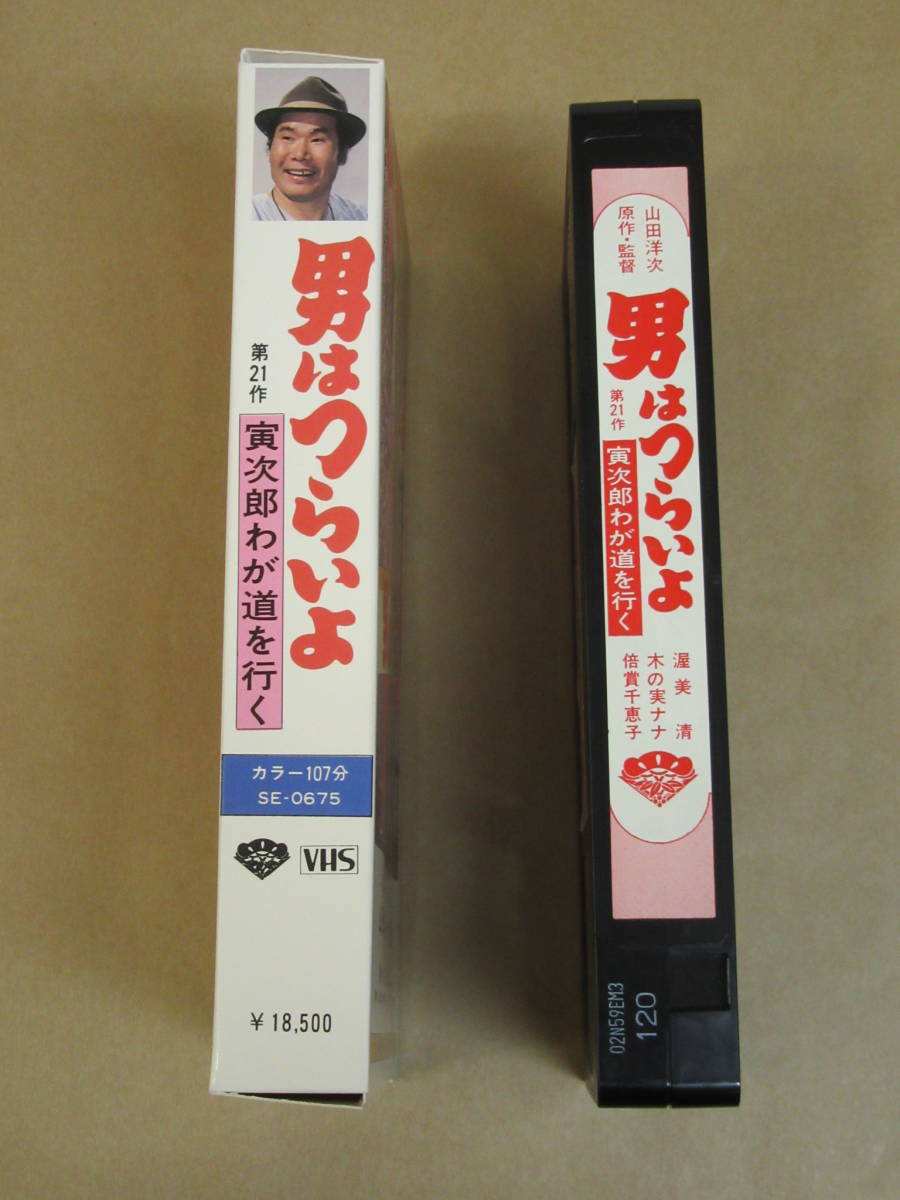 男はつらいよ
第21作
寅次郎わが道を行く
カラー107分
SE-0675
VHS
¥18,500
山田洋次
原作・監督
男はつらいよ
第21作
寅次郎わが道を行く
渥美 清
木の実ナナ
倍賞千恵子
02N59EM3
120